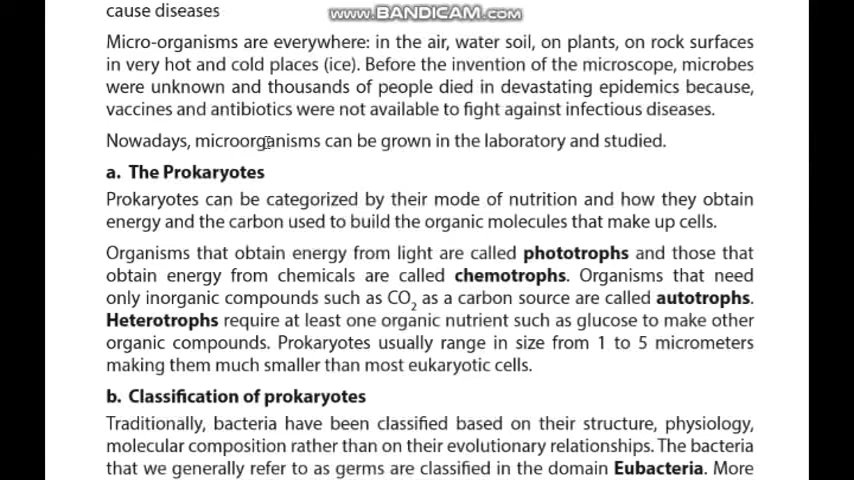 www.BANDICAM.com
cause diseases
Micro-organisms are everywhere: in the air, water soil, on plants, on rock surfaces
in very hot and cold places (ice). Before the invention of the microscope, microbes
were unknown and thousands of people died in devastating epidemics because,
vaccines and antibiotics were not available to fight against infectious diseases.
Nowadays, microorganisms can be grown in the laboratory and studied.
a. The Prokaryotes
Prokaryotes can be categorized by their mode of nutrition and how they obtain
energy and the carbon used to build the organic molecules that make up cells.
Organisms that obtain energy from light are called phototrophs and those that
obtain energy from chemicals are called chemotrophs. Organisms that need
only inorganic compounds such as CO₂ as a carbon source are called autotrophs.
Heterotrophs require at least one organic nutrient such as glucose to make other
organic compounds. Prokaryotes usually range in size from 1 to 5 micrometers
making them much smaller than most eukaryotic cells.
b. Classification of prokaryotes
Traditionally, bacteria have been classified based on their structure, physiology,
molecular composition rather than on their evolutionary relationships. The bacteria
that we generally refer to as germs are classified in the domain Eubacteria. More